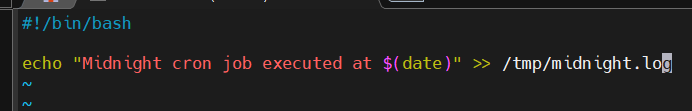 #!/bin/bash
echo "Midnight cron job executed at $(date)" >> /tmp/midnight.log
~
~